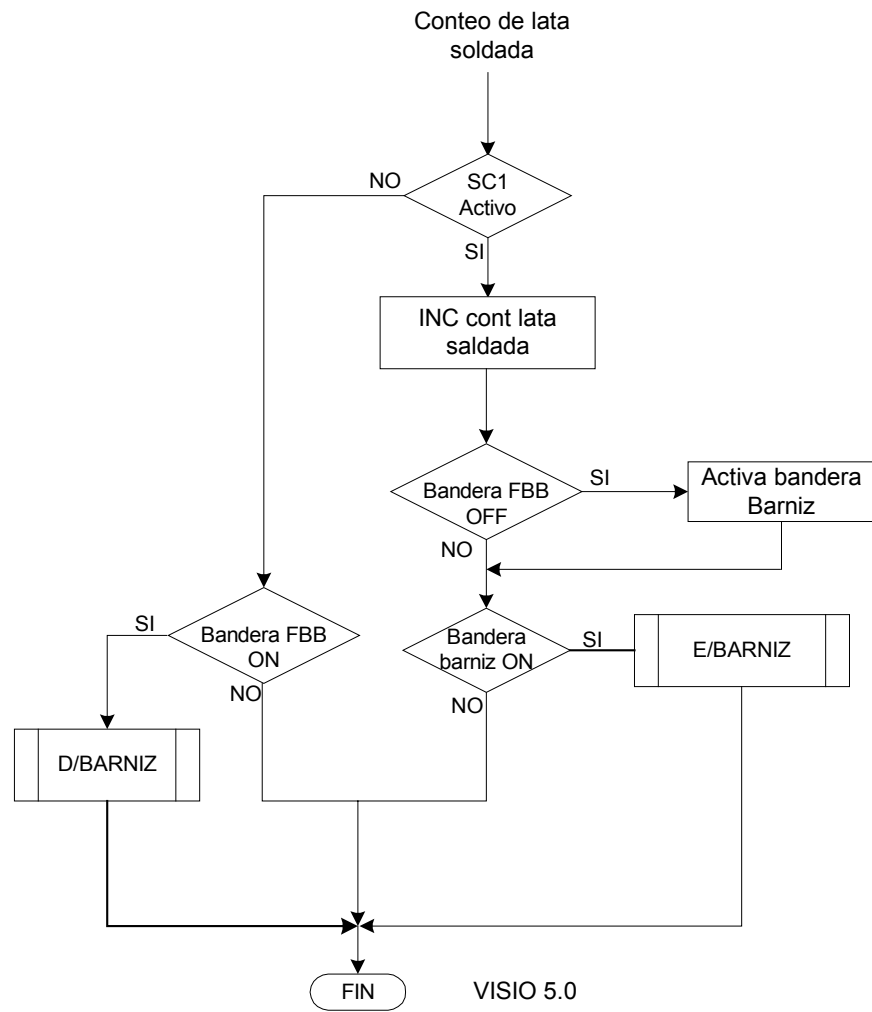 Conteo de lata
soldada
NO
SC1
Activo
SI
INC cont lata
saldada
Bandera FBB
OFF
SI
Activa bandera
Barniz
NO
SI
Bandera FBB
ON
NO
Bandera
barniz ON
SI
E/BARNIZ
NO
D/BARNIZ
FIN
VISIO 5.0